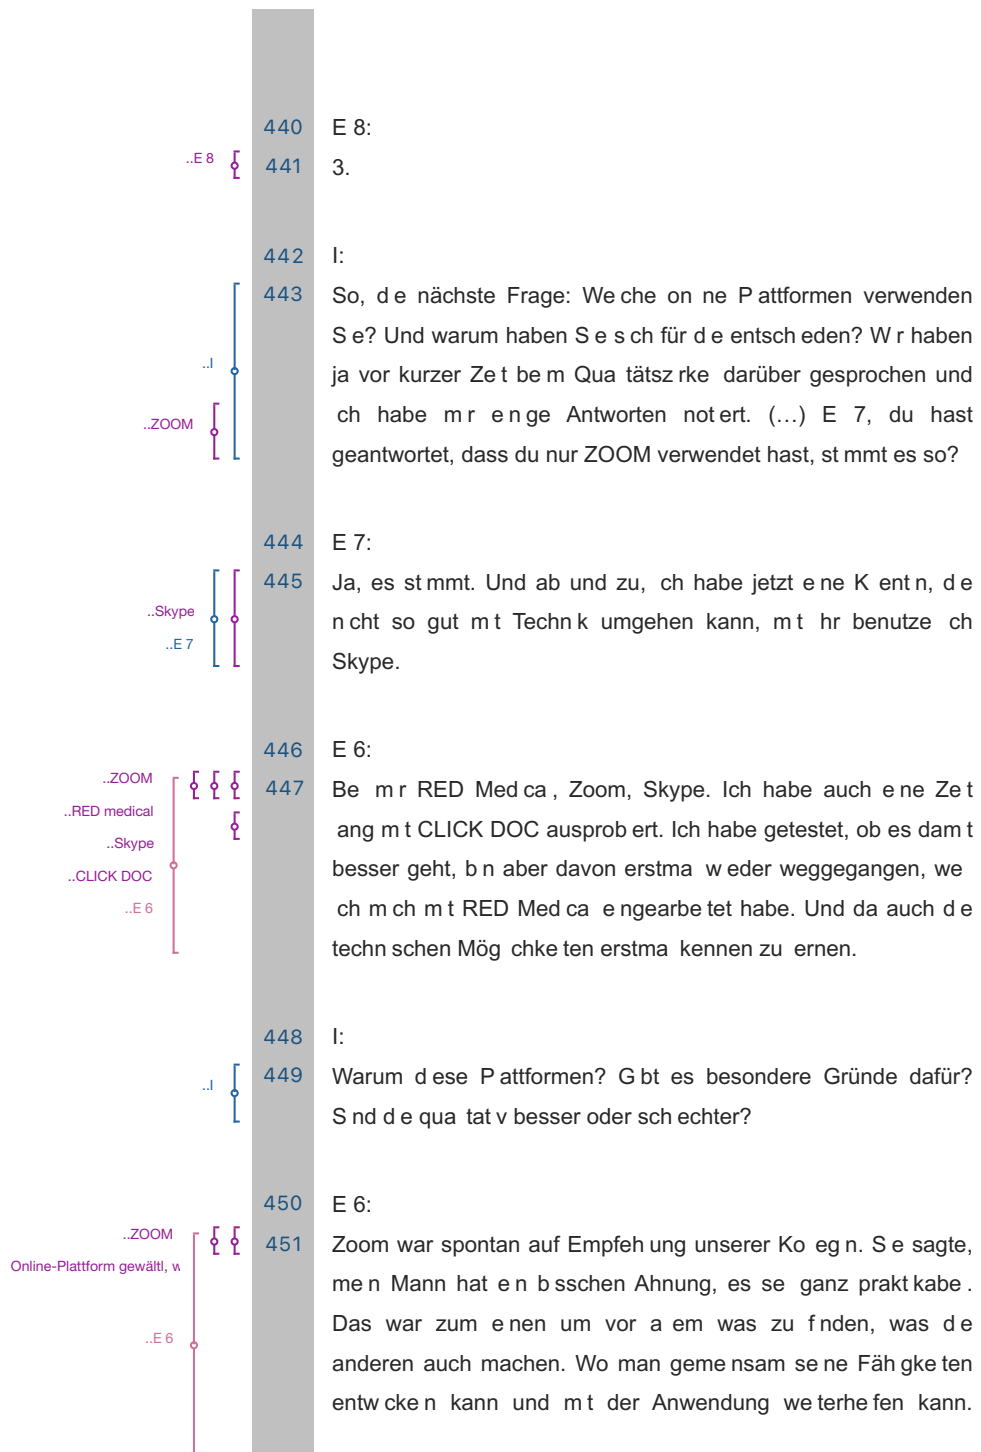 440 E 8:
..E 8 441 3.
442 I:
443 So, d e nächste Frage: We che on ne P attformen verwenden
S e? Und warum haben S e s ch für d e entsch eden? W r haben
..I
ja vor kurzer Ze t be m Qua tätsz rke darüber gesprochen und
ch habe m r e n ge Antworten not ert. (…) E 7, du hast
..ZOOM
geantwortet, dass du nur ZOOM verwendet hast, st mmt es so?
444 E 7:
445 Ja, es st mmt. Und ab und zu, ch habe jetzt e ne K ent n, d e
..Skype
n cht so gut m t Techn k umgehen kann, m t hr benutze ch
..E 7
Skype.
446 E 6:
..ZOOM
447 Be m r RED Med ca , Zoom, Skype. Ich habe auch e ne Ze t
..RED medical
ang m t CLICK DOC ausprob ert. Ich habe getestet, ob es dam t
..Skype
besser geht, b n aber davon erstma w eder weggegangen, we
..CLICK DOC
..E 6
ch m ch m t RED Med ca e ngearbe tet habe. Und da auch d e
techn schen Mög chke ten erstma kennen zu ernen.
448 I:
449 Warum d ese P attformen? G bt es besondere Gründe dafür?
..I
S nd d e qua tat v besser oder sch echter?
450 E 6:
..ZOOM
451 Zoom war spontan auf Empfeh ung unserer Ko eg n. S e sagte,
Online-Plattform gewältl, w
me n Mann hat e n b sschen Ahnung, es se ganz prakt kabe .
Das war zum e nen um vor a em was zu f nden, was d e
..E 6
anderen auch machen. Wo man geme nsam se ne Fäh gke ten
entw cke n kann und m t der Anwendung we terhe fen kann.